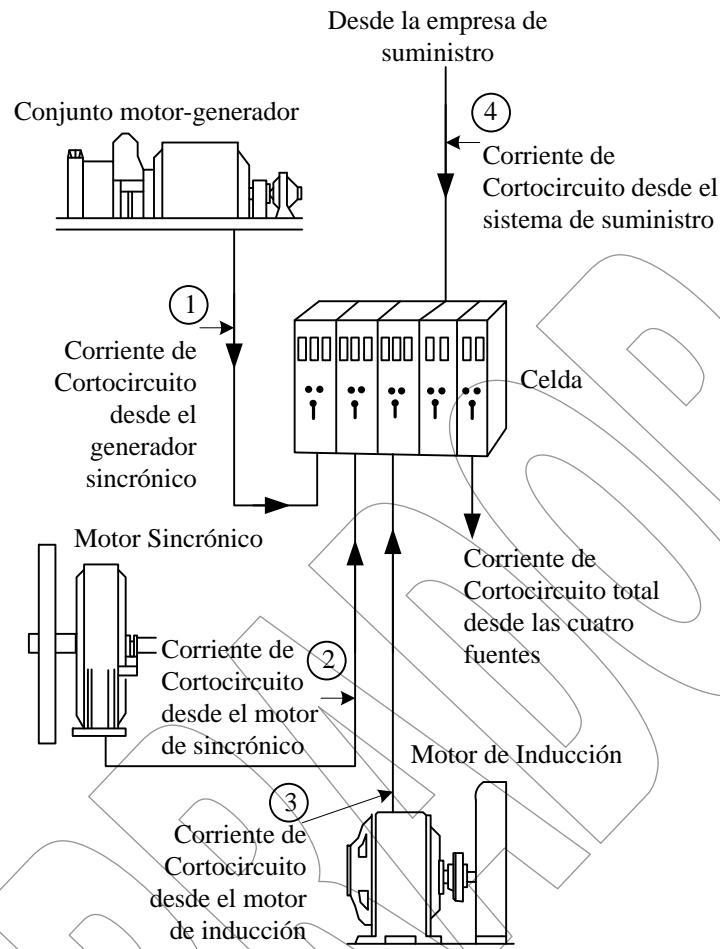 Desde la empresa de
suministro
Conjunto motor-generador
4
Corriente de
Cortocircuito desde el
sistema de suministro
1
Corriente de
Cortocircuito
desde el
generador
sincrónico
Celda
Motor Sincrónico
Corriente de
Cortocircuito total
desde las cuatro
fuentes
2
Corriente de
Cortocircuito
desde el motor
de sincrónico
Motor de Inducción
3
Corriente de
Cortocircuito
desde el motor
de inducción